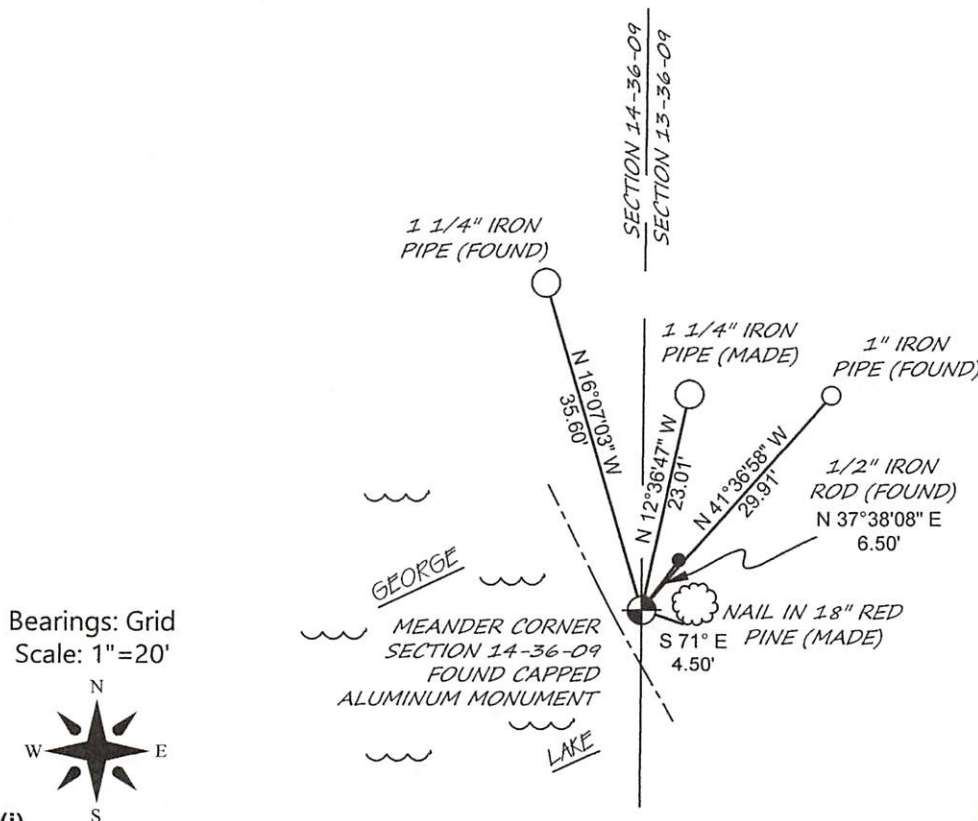 SECTION 14-36-09
SECTION 13-36-09
1 1/4" IRON
PIPE (FOUND)
1 1/4" IRON
PIPE (MADE)
1" IRON
PIPE (FOUND)
N 16°07'03" W
35.60'
N 12°36'47" W
23.01'
N 41°36'58" W
29.91'
1/2" IRON
ROD (FOUND)
N 37°38'08" E
6.50'
GEORGE
NAIL IN 18" RED
PINE (MADE)
S 71° E
4.50'
MEANDER CORNER
SECTION 14-36-09
FOUND CAPPED
ALUMINUM MONUMENT
LAKE
Bearings: Grid
Scale: 1"=20'
N
W
E
S
(i)